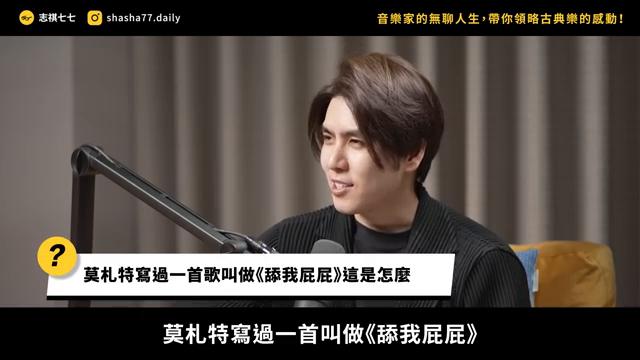 志祺七七
shasha77.daily
音樂家的無聊人生，帶你領略古典樂的感動！
?
莫札特寫過一首歌叫做《舔我屁屁》這是怎麼
莫札特寫過一首叫做《舔我屁屁》